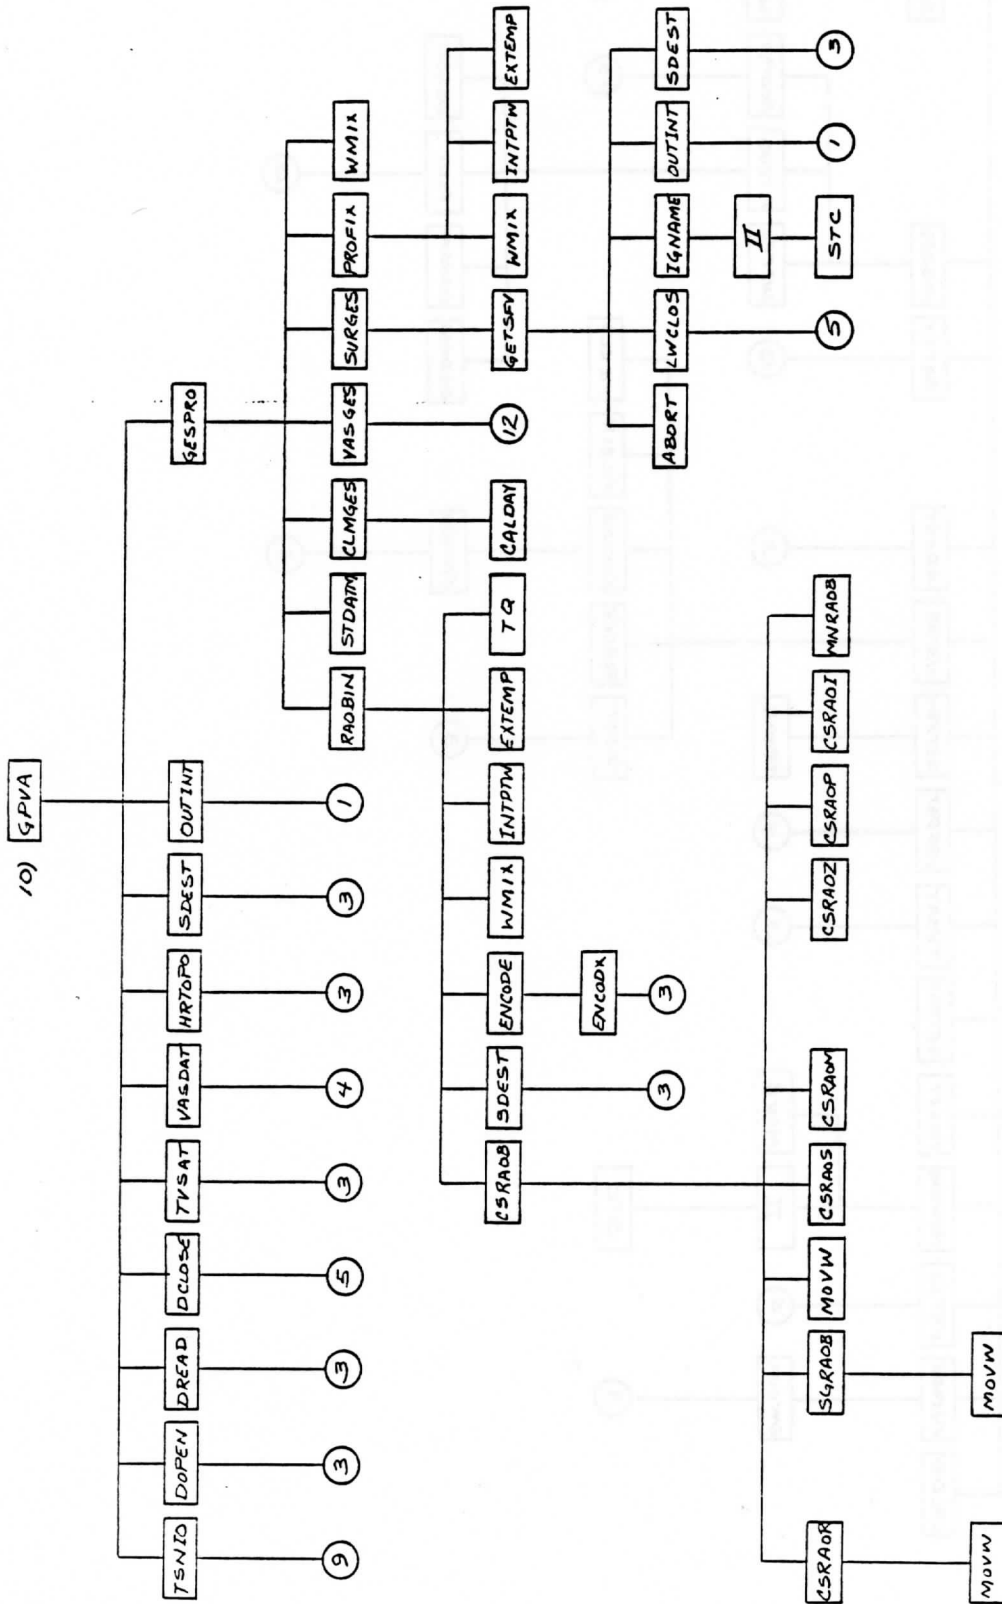 10) GPVA
TSNIO DOPEN DREAD DCLOSE TVSAT VASDAT HRTOPO SDEST OUTINT GESPRO
9 3 3 5 3 4 3 3 1
RAOBIN STDATM CLMGES VASGES SURGES PROFIX WMIX
CSRAOB SDEST ENCODE WMIX INTPTW EXTEMP TQ CALDAY 12 GETSFV WMIX INTPTW EXTEMP
3 ENCODX
3
ABORT LWCLOS IGNAME OUTINT SDEST
5 II 1 3
STC
CSRAOR SGRAOB MOVW CSRAOS CSRAOM CSRAOZ CSRAOP CSRAOI MNRAOB
MOVW MOVW